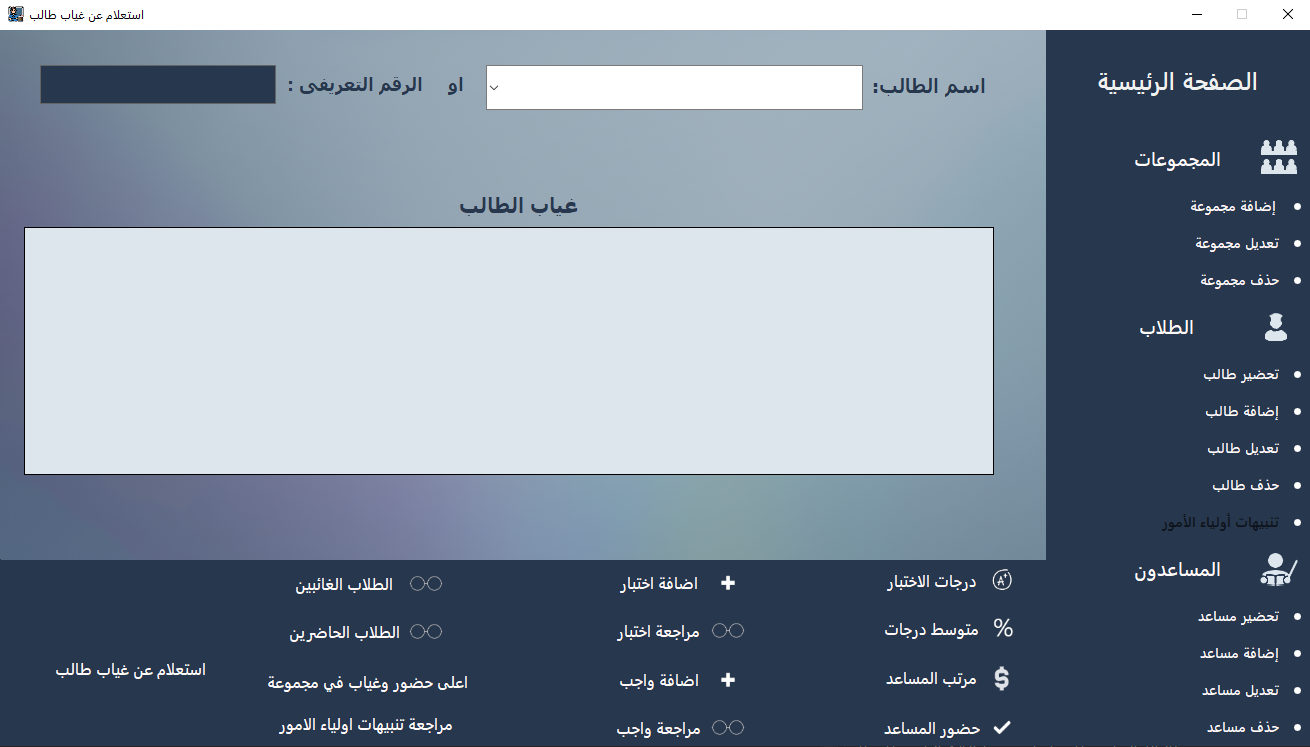 استعلام عن غياب طالب
الصفحة الرئيسية
المجموعات
إضافة مجموعة
تعديل مجموعة
حذف مجموعة
الطلاب
تحضير طالب
إضافة طالب
تعديل طالب
حذف طالب
تنبيهات أولياء الأمور
المساعدون
تحضير مساعد
إضافة مساعد
تعديل مساعد
حذف مساعد
اسم الطالب: او الرقم التعريفى :
غياب الطالب
درجات الاختبار
متوسط درجات
مرتب المساعد
حضور المساعد
اضافة اختبار
مراجعة اختبار
اضافة واجب
مراجعة واجب
الطلاب الغائبين
الطلاب الحاضرين
اعلى حضور وغياب في مجموعة
مراجعة تنبيهات اولياء الامور
استعلام عن غياب طالب